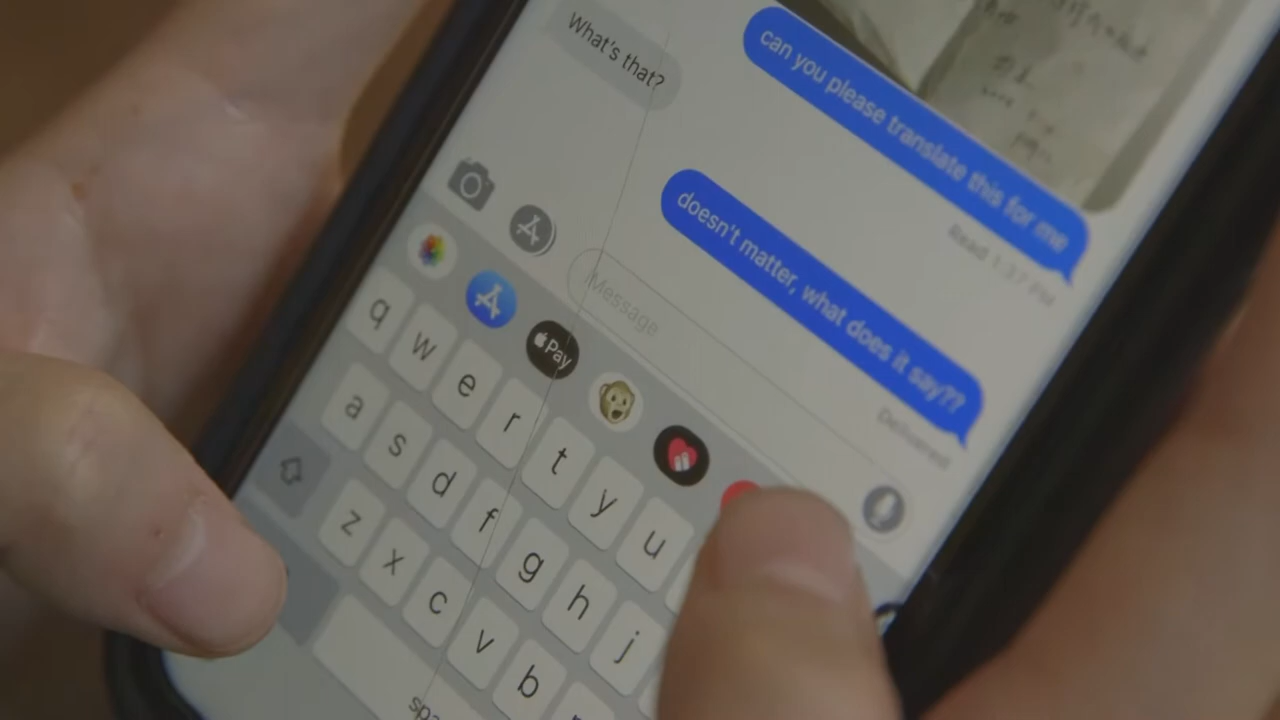 can you please translate this for me
Read 1:37 PM
What's that?
doesn't matter, what does it say??
Delivered
Message
Pay
q w e r t y u
a s d f g h j
z x c v b
spa